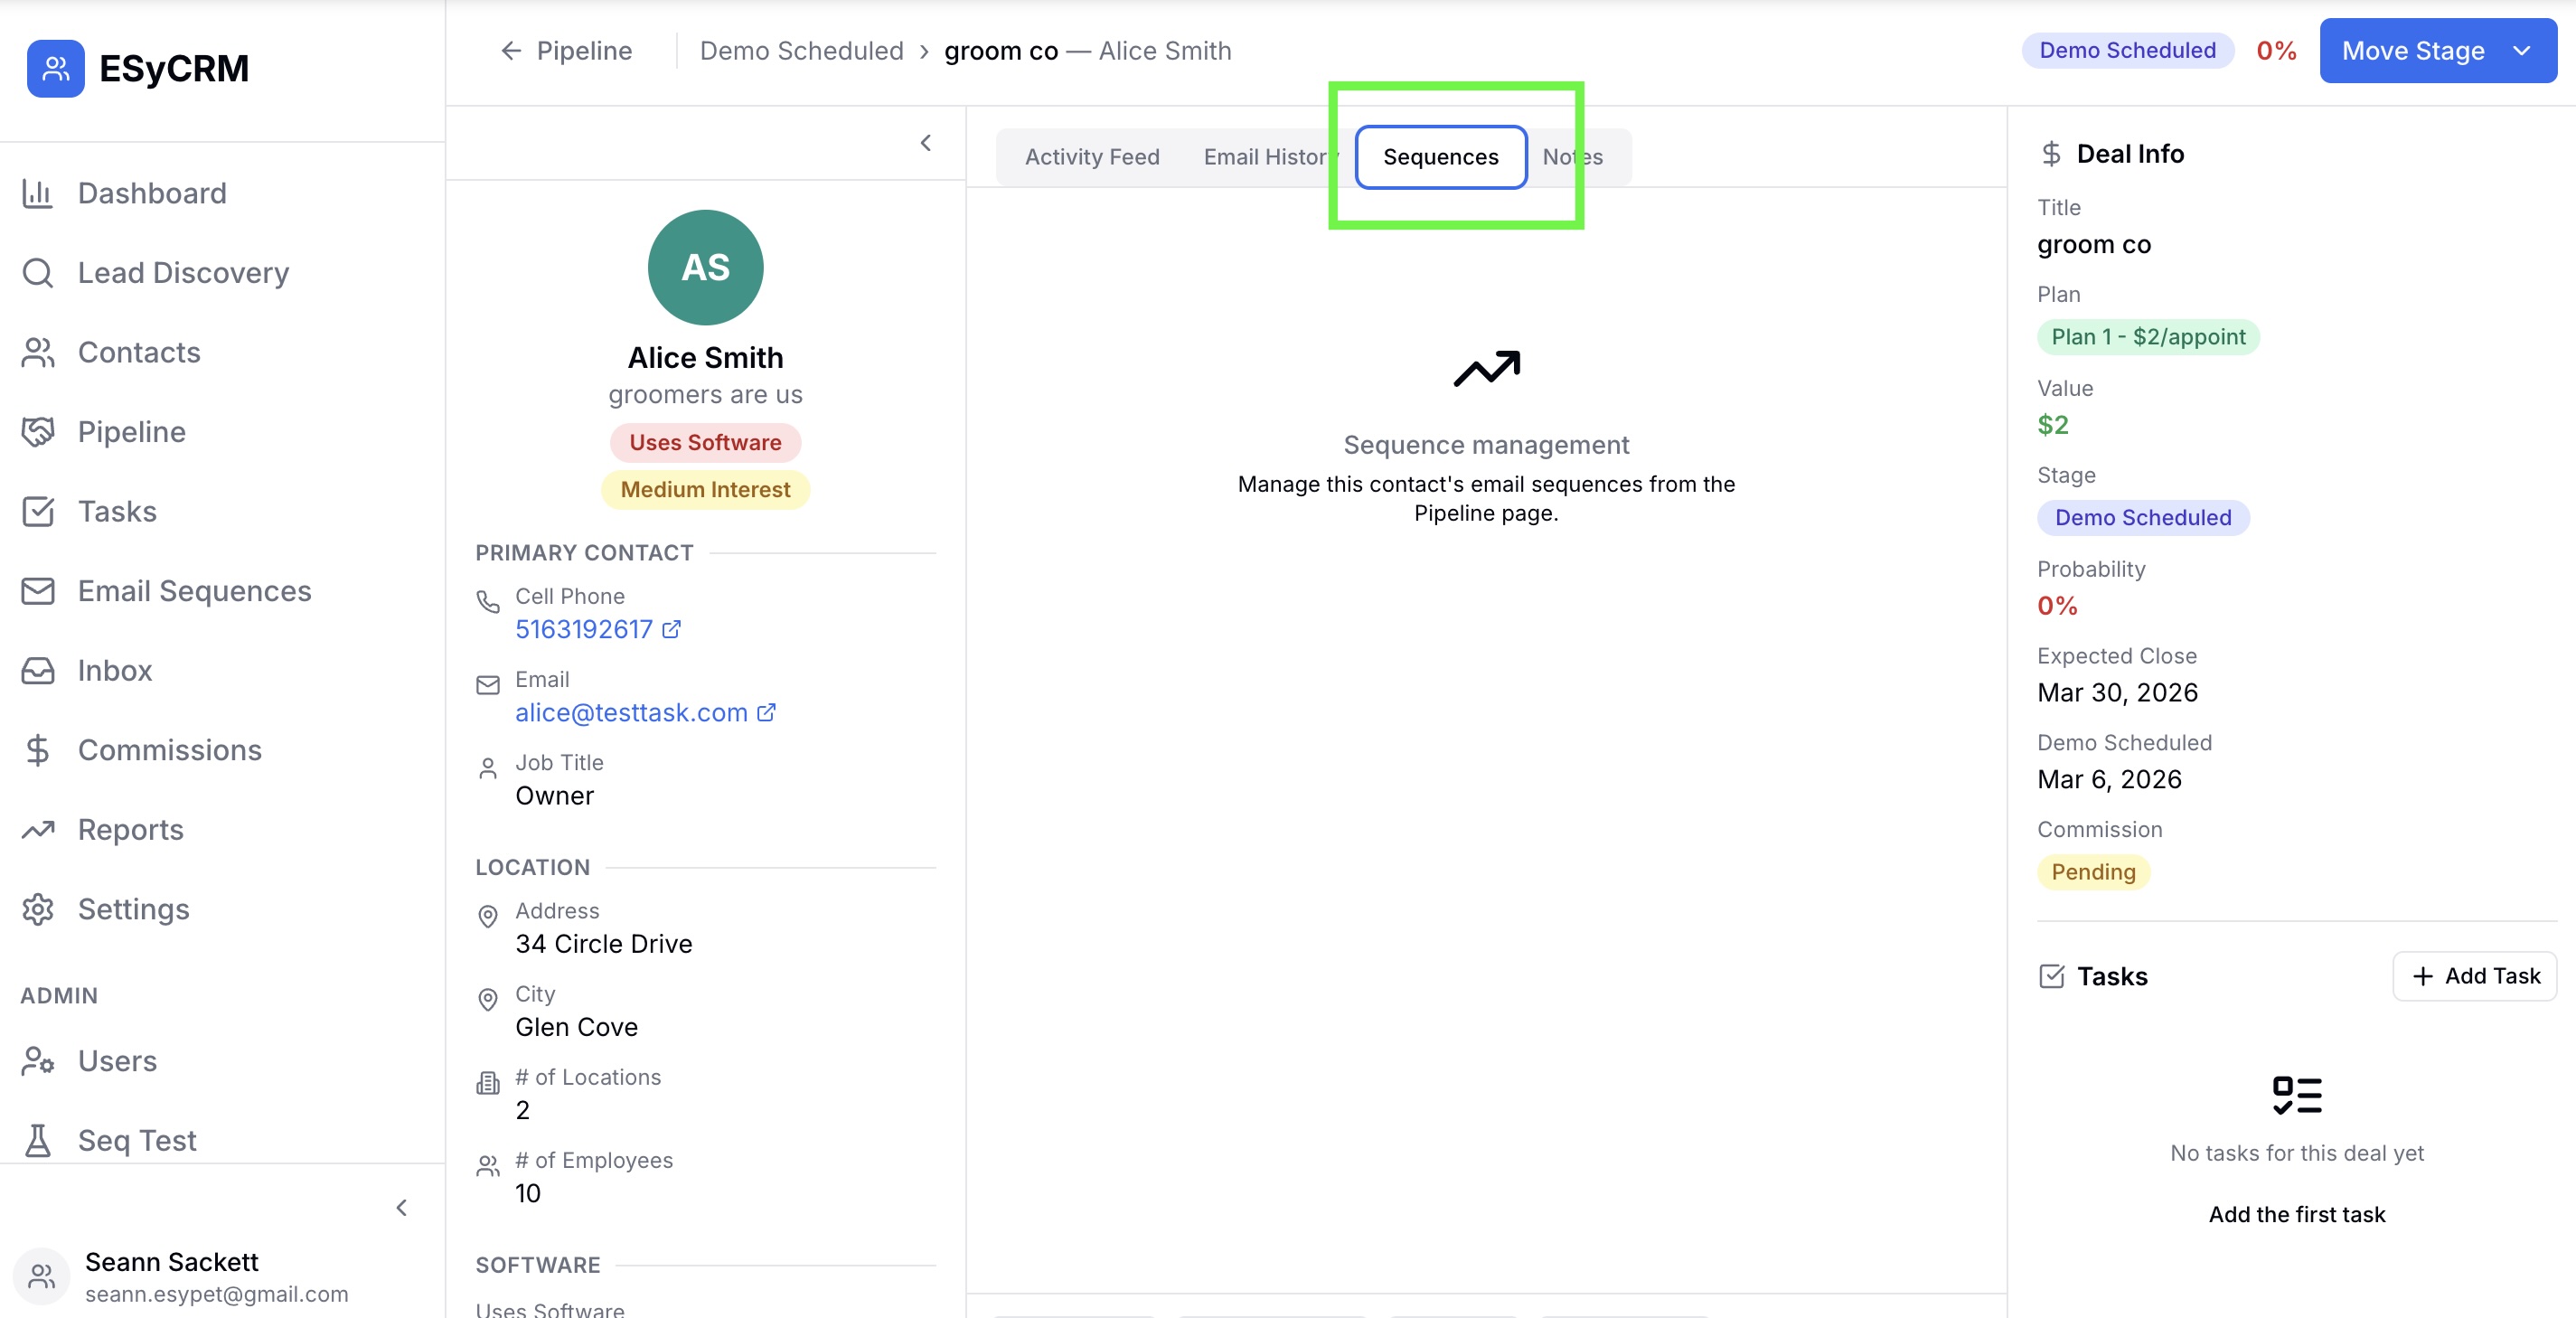 ESyCRM
Dashboard
Lead Discovery
Contacts
Pipeline
Tasks
Email Sequences
Inbox
Commissions
Reports
Settings
ADMIN
Users
Seq Test
Seann Sackett
seann.esypet@gmail.com
Pipeline
Demo Scheduled › groom co — Alice Smith
Demo Scheduled
0%
Move Stage
AS
Alice Smith
groomers are us
Uses Software
Medium Interest
PRIMARY CONTACT
Cell Phone
5163192617
Email
alice@testtask.com
Job Title
Owner
LOCATION
Address
34 Circle Drive
City
Glen Cove
# of Locations
2
# of Employees
10
SOFTWARE
Uses Software
Activity Feed
Email History
Sequences
Notes
Sequence management
Manage this contact's email sequences from the
Pipeline page.
Deal Info
Title
groom co
Plan
Plan 1 - $2/appoint
Value
$2
Stage
Demo Scheduled
Probability
0%
Expected Close
Mar 30, 2026
Demo Scheduled
Mar 6, 2026
Commission
Pending
Tasks
Add Task
No tasks for this deal yet
Add the first task